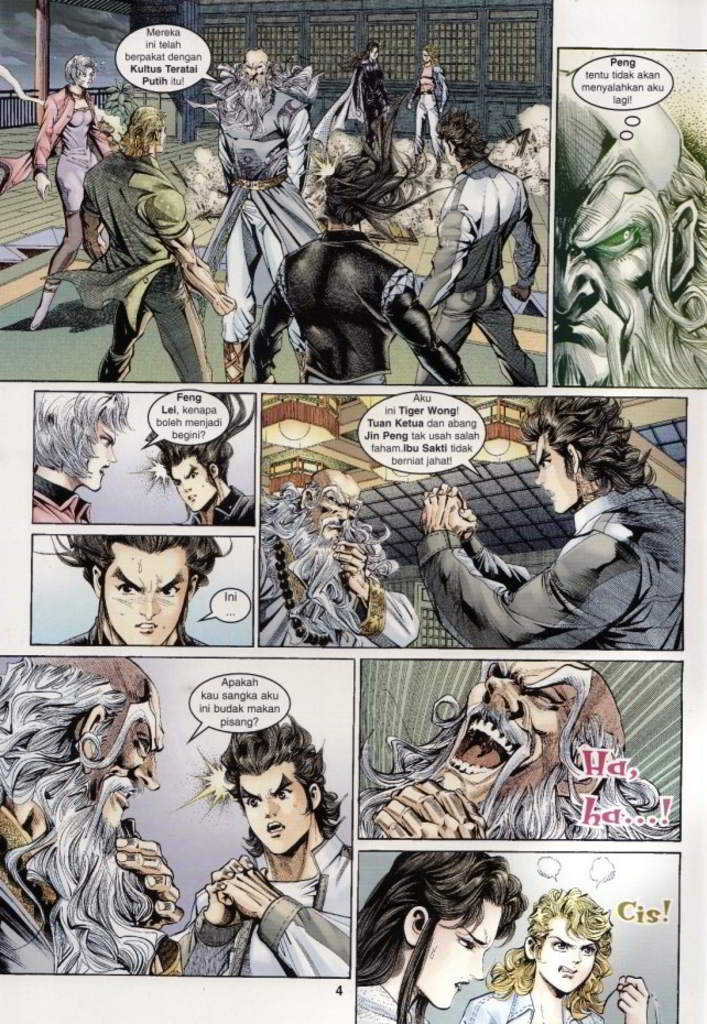 Mereka
ini telah
berpakat dengan
Kultus Teratai
Putih itu!
Peng
tentu tidak akan
menyalahkan aku
lagi!
Feng
Lei, kenapa
boleh menjadi
begini?
Aku
ini Tiger Wong!
Tuan Ketua dan abang
Jin Peng tak usah salah
faham.Ibu Sakti tidak
berniat jahat!
Ini
...
Apakah
kau sangka aku
ini budak makan
pisang?
Ha,
ha....!
Cis!
4